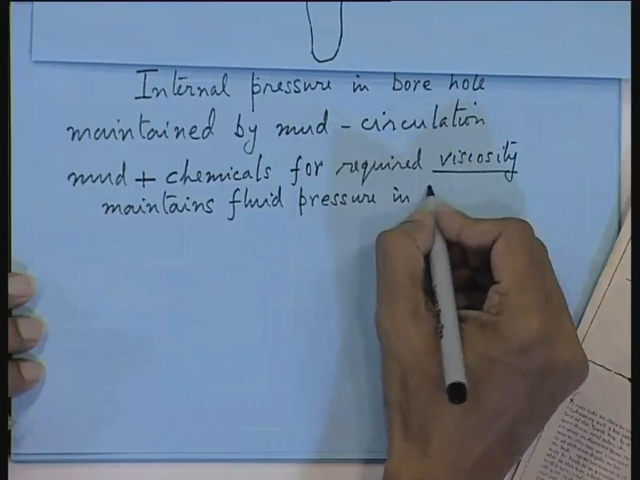 Internal pressure in bore hole
maintained by mud - circulation
mud + chemicals for required viscosity
maintains fluid pressure in